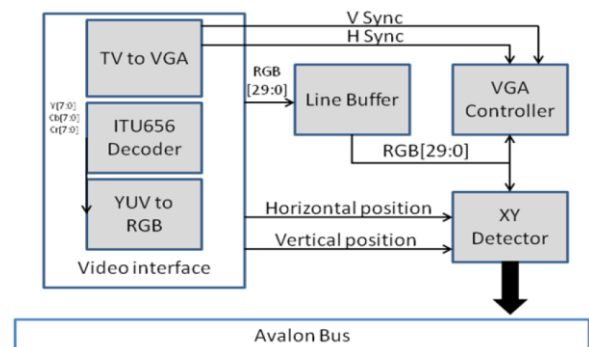 V Sync
H Sync
TV to VGA
RGB
[29:0]
Line Buffer
VGA
Controller
Y[7:0]
Cb[7:0]
Cr[7:0]
ITU656
Decoder
RGB[29:0]
YUV to
RGB
Horizontal position
Vertical position
XY
Detector
Video interface
Avalon Bus